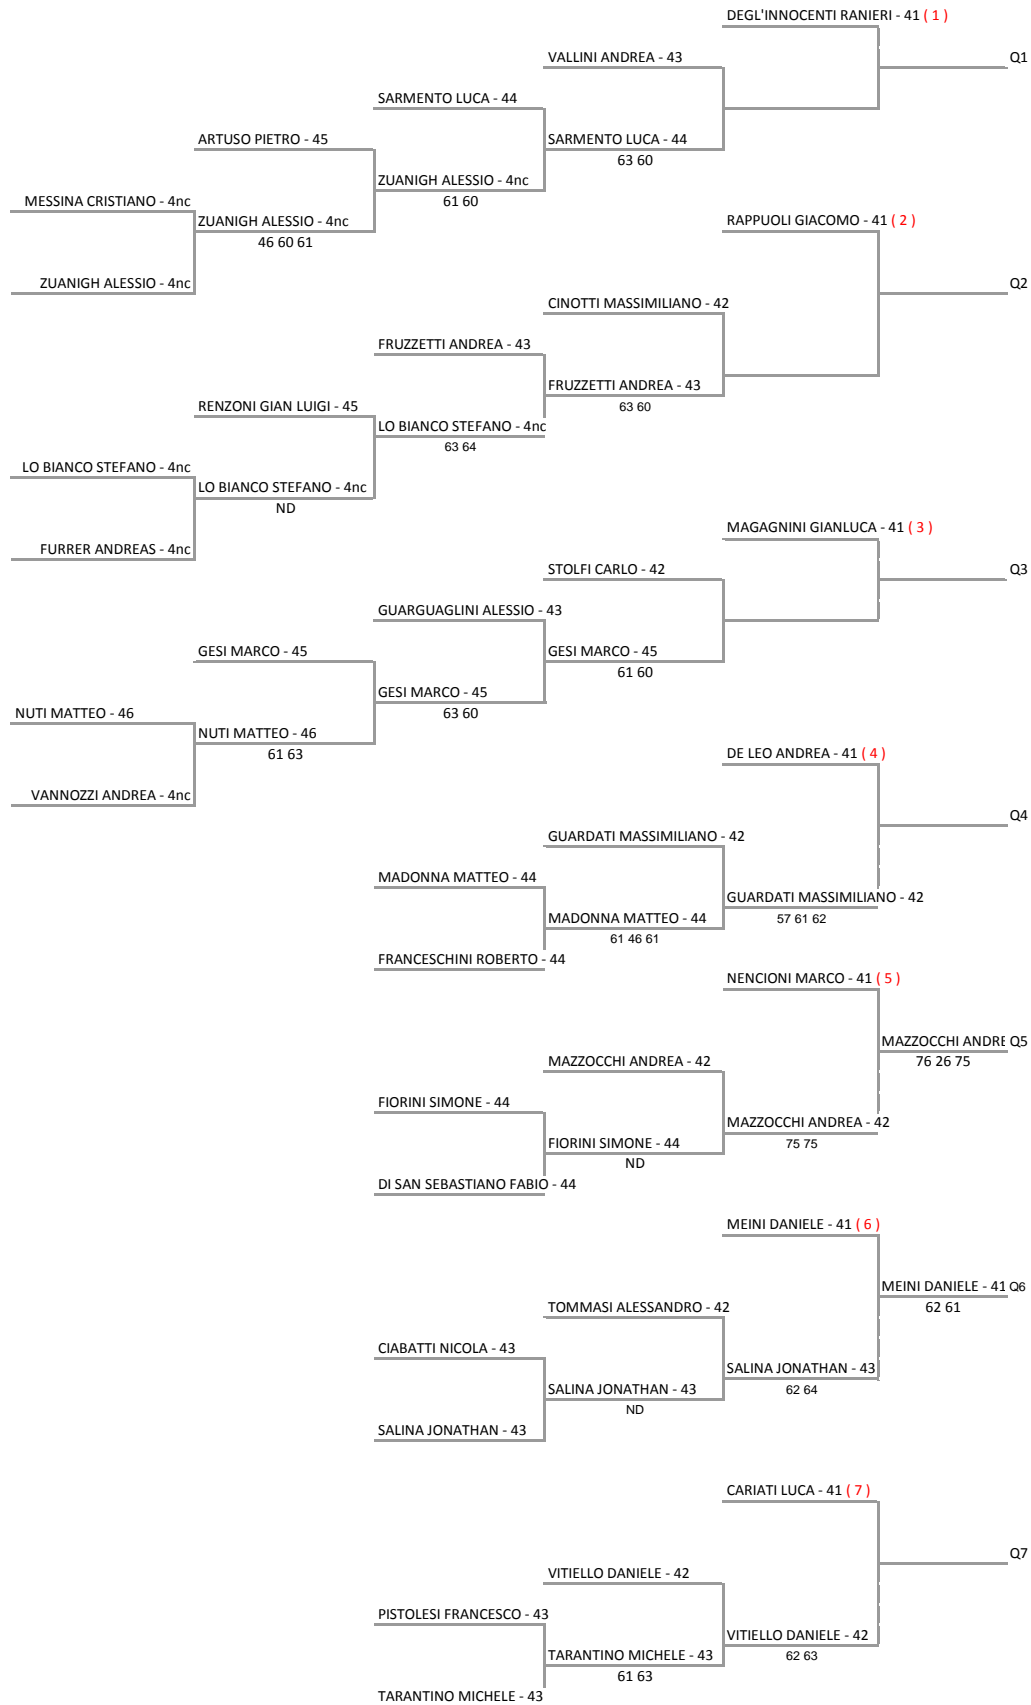 DEGL'INNOCENTI RANIERI - 41 ( 1 )
VALLINI ANDREA - 43
Q1
SARMENTO LUCA - 44
ARTUSO PIETRO - 45
SARMENTO LUCA - 44
63 60
ZUANIGH ALESSIO - 4nc
61 60
MESSINA CRISTIANO - 4nc
ZUANIGH ALESSIO - 4nc
46 60 61
RAPPUOLI GIACOMO - 41 ( 2 )
ZUANIGH ALESSIO - 4nc
Q2
CINOTTI MASSIMILIANO - 42
FRUZZETTI ANDREA - 43
FRUZZETTI ANDREA - 43
63 60
RENZONI GIAN LUIGI - 45
LO BIANCO STEFANO - 4nc
63 64
LO BIANCO STEFANO - 4nc
LO BIANCO STEFANO - 4nc
ND
MAGAGNINI GIANLUCA - 41 ( 3 )
FURRER ANDREAS - 4nc
STOLFI CARLO - 42
Q3
GUARGUAGLINI ALESSIO - 43
GESI MARCO - 45
GESI MARCO - 45
61 60
GESI MARCO - 45
63 60
NUTI MATTEO - 46
NUTI MATTEO - 46
61 63
DE LEO ANDREA - 41 ( 4 )
VANNOZZI ANDREA - 4nc
Q4
GUARDATI MASSIMILIANO - 42
MADONNA MATTEO - 44
GUARDATI MASSIMILIANO - 42
57 61 62
MADONNA MATTEO - 44
61 46 61
FRANCESCHINI ROBERTO - 44
NENCIONI MARCO - 41 ( 5 )
MAZZOCCHI ANDRE Q5
76 26 75
MAZZOCCHI ANDREA - 42
FIORINI SIMONE - 44
MAZZOCCHI ANDREA - 42
75 75
FIORINI SIMONE - 44
ND
DI SAN SEBASTIANO FABIO - 44
MEINI DANIELE - 41 ( 6 )
MEINI DANIELE - 41 Q6
62 61
TOMMASI ALESSANDRO - 42
CIABATTI NICOLA - 43
SALINA JONATHAN - 43
62 64
SALINA JONATHAN - 43
ND
SALINA JONATHAN - 43
CARIATI LUCA - 41 ( 7 )
Q7
VITIELLO DANIELE - 42
PISTOLESI FRANCESCO - 43
VITIELLO DANIELE - 42
62 63
TARANTINO MICHELE - 43
61 63
TARANTINO MICHELE - 43